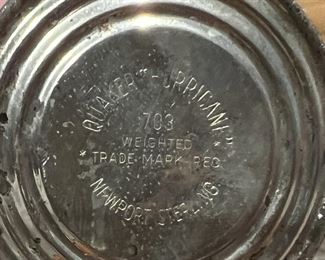 QUAKER "HURRICANE"
703
WEIGHTED
* TRADE MARK REG *
NEWPORT STERLING